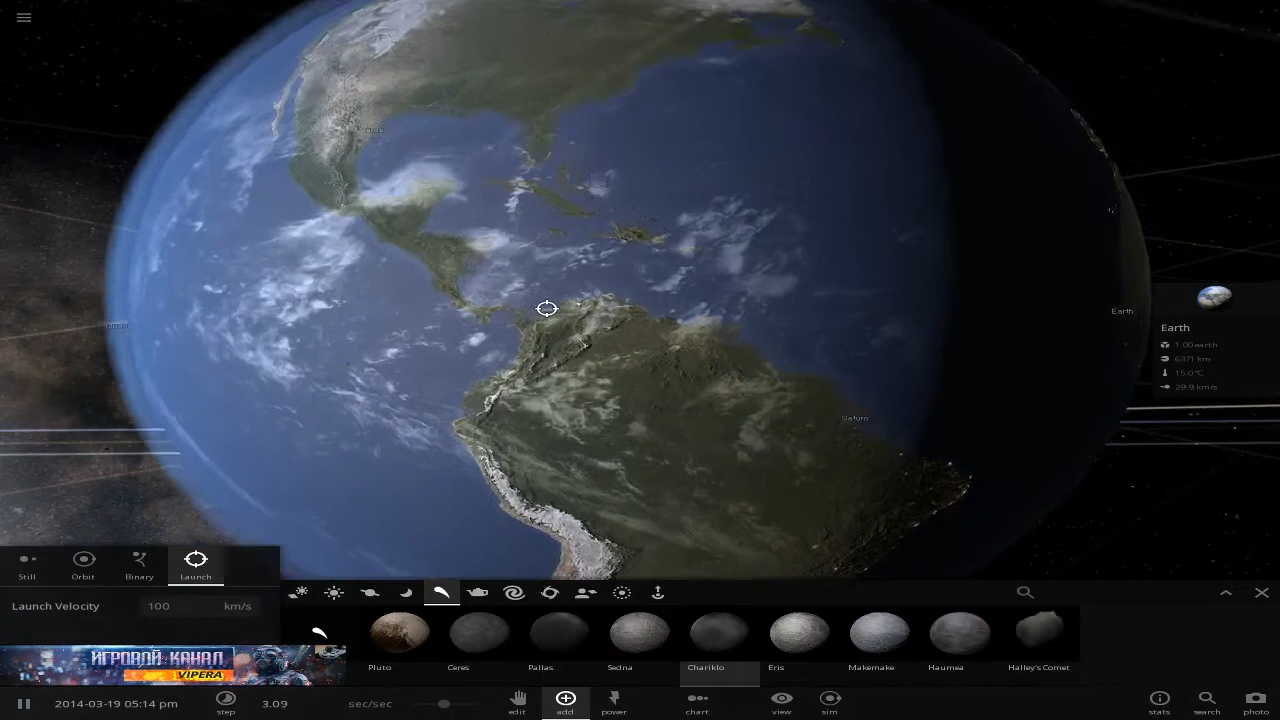 Earth
Earth
1.00 earth
6371 km
15.0 °C
29.9 km/s
Saturn
Still
Orbit
Binary
Launch
Launch Velocity
100
km/s
ИГРОВОЙ КАНАЛ
VIPERA
Pluto
Ceres
Pallas
Sedna
Chariklo
Eris
Makemake
Haumea
Halley's Comet
2014-03-19 05:14 pm
step
3.09
sec/sec
edit
add
power
chart
view
sim
stats
search
photo